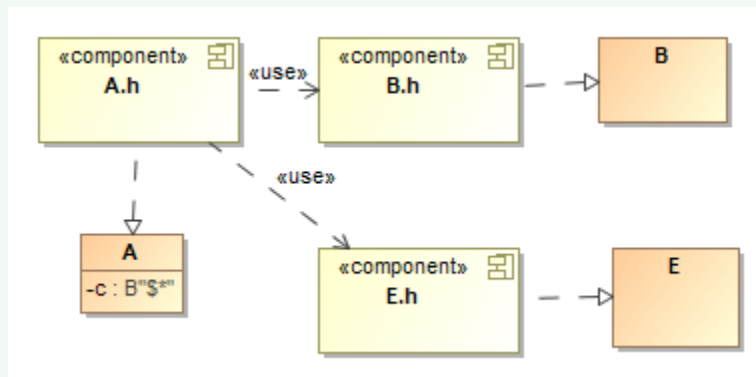 «component»
A.h
«use»
«component»
B.h
B
«use»
A
-c : B"$*"
«component»
E.h
E